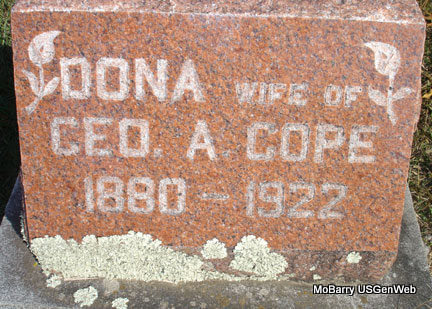 DONA WIFE OF
GEO. A. COPE
1880 – 1922
MoBarry USGenWeb